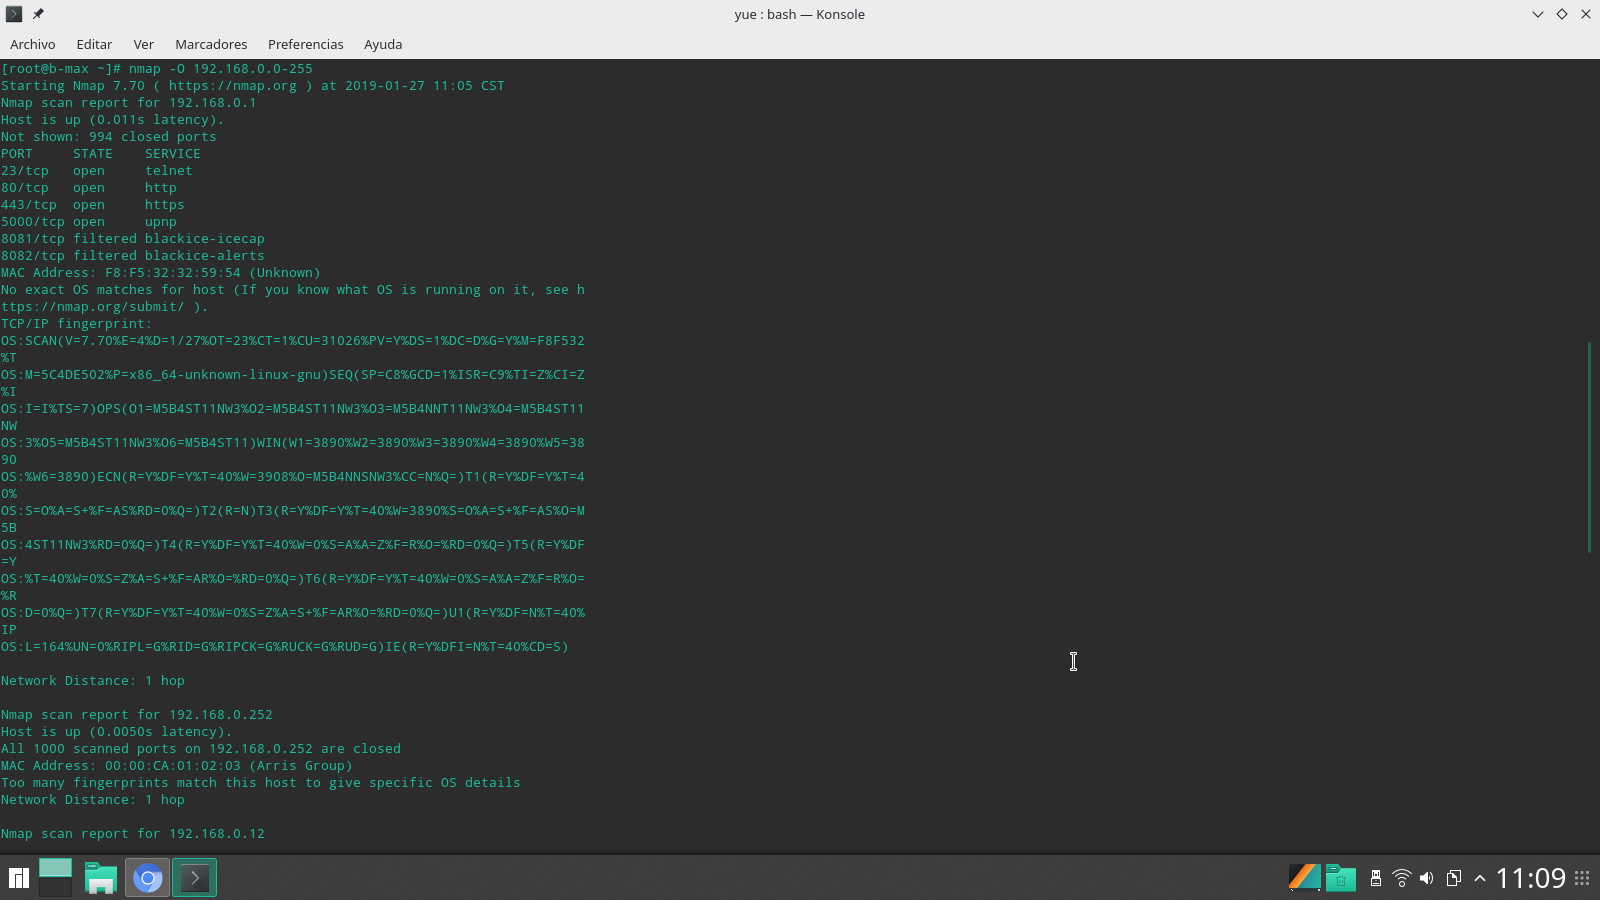 yue : bash — Konsole
Archivo Editar Ver Marcadores Preferencias Ayuda
[root@b-max ~]# nmap -O 192.168.0.0-255
Starting Nmap 7.70 ( https://nmap.org ) at 2019-01-27 11:05 CST
Nmap scan report for 192.168.0.1
Host is up (0.011s latency).
Not shown: 994 closed ports
PORT     STATE    SERVICE
23/tcp   open     telnet
80/tcp   open     http
443/tcp  open     https
5000/tcp open     upnp
8081/tcp filtered blackice-icecap
8082/tcp filtered blackice-alerts
MAC Address: F8:F5:32:32:59:54 (Unknown)
No exact OS matches for host (If you know what OS is running on it, see h
ttps://nmap.org/submit/ ).
TCP/IP fingerprint:
OS:SCAN(V=7.70%E=4%D=1/27%OT=23%CT=1%CU=31026%PV=Y%DS=1%DC=D%G=Y%M=F8F532
%T
OS:M=5C4DE502%P=x86_64-unknown-linux-gnu)SEQ(SP=C8%GCD=1%ISR=C9%TI=Z%CI=Z
%I
OS:I=I%TS=7)OPS(O1=M5B4ST11NW3%O2=M5B4ST11NW3%O3=M5B4NNT11NW3%O4=M5B4ST11
NW
OS:3%O5=M5B4ST11NW3%O6=M5B4ST11)WIN(W1=3890%W2=3890%W3=3890%W4=3890%W5=38
90
OS:%W6=3890)ECN(R=Y%DF=Y%T=40%W=3908%O=M5B4NNSNW3%CC=N%Q=)T1(R=Y%DF=Y%T=4
0%
OS:S=O%A=S+%F=AS%RD=0%Q=)T2(R=N)T3(R=Y%DF=Y%T=40%W=3890%S=O%A=S+%F=AS%O=M
5B
OS:4ST11NW3%RD=0%Q=)T4(R=Y%DF=Y%T=40%W=0%S=A%A=Z%F=R%O=%RD=0%Q=)T5(R=Y%DF
=Y
OS:%T=40%W=0%S=Z%A=S+%F=AR%O=%RD=0%Q=)T6(R=Y%DF=Y%T=40%W=0%S=A%A=Z%F=R%O=
%R
OS:D=0%Q=)T7(R=Y%DF=Y%T=40%W=0%S=Z%A=S+%F=AR%O=%RD=0%Q=)U1(R=Y%DF=N%T=40%
IP
OS:L=164%UN=0%RIPL=G%RID=G%RIPCK=G%RUCK=G%RUD=G)IE(R=Y%DFI=N%T=40%CD=S)
Network Distance: 1 hop
Nmap scan report for 192.168.0.252
Host is up (0.0050s latency).
All 1000 scanned ports on 192.168.0.252 are closed
MAC Address: 00:00:CA:01:02:03 (Arris Group)
Too many fingerprints match this host to give specific OS details
Network Distance: 1 hop
Nmap scan report for 192.168.0.12
11:09